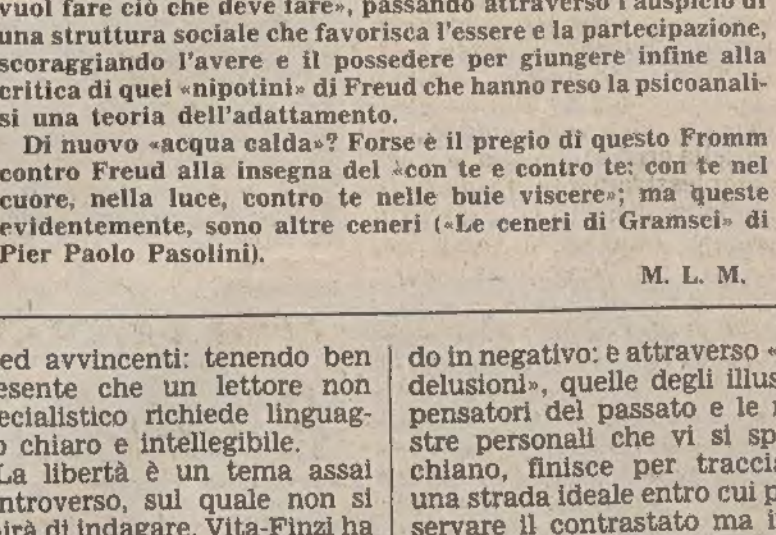 vuol fare ciò che deve fare», passando attraverso l'auspicio di
una struttura sociale che favorisca l'essere e la partecipazione,
scoraggiando l'avere e il possedere per giungere infine alla
critica di quei «nipotini» di Freud che hanno reso la psicoanali-
si una teoria dell'adattamento.
Di nuovo «acqua calda»? Forse è il pregio di questo Fromm
contro Freud alla insegna del «con te e contro te: con te nel
cuore, nella luce, contro te nelle buie viscere»; ma queste
evidentemente, sono altre ceneri («Le ceneri di Gramsci» di
Pier Paolo Pasolini).
M. L. M.
ed avvincenti: tenendo ben
esente che un lettore non
ecialistico richiede linguag-
o chiaro e intellegibile.
La libertà è un tema assai
ntroverso, sul quale non si
irà di indagare. Vita-Finzi ha
do in negativo: è attraverso «
delusioni», quelle degli illus
pensatori del passato e le
stre personali che vi si sp
chiano, finisce per traccia
una strada ideale entro cui p
servare il contrastato ma i